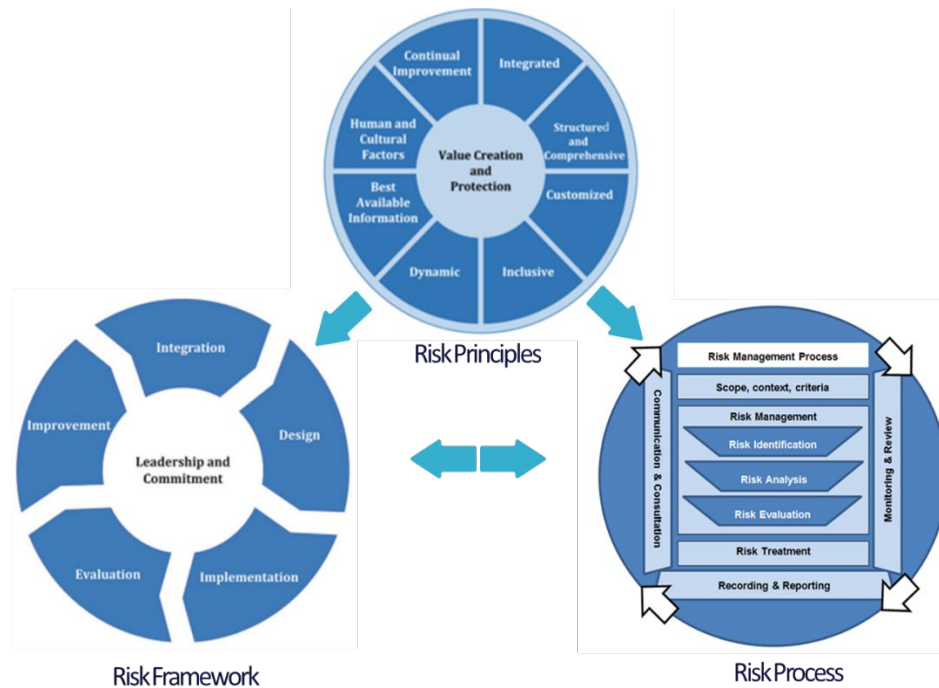 Continual
Improvement
Integrated
Human and
Cultural
Factors
Structured
and
Comprehensive
Value Creation
and
Protection
Best
Available
Information
Customized
Dynamic
Inclusive
Risk Principles
Integration
Improvement
Design
Leadership and
Commitment
Evaluation
Implementation
Risk Framework
Risk Management Process
Scope, context, criteria
Communication & Consultation
Risk Management
Risk Identification
Risk Analysis
Risk Evaluation
Monitoring & Review
Risk Treatment
Recording & Reporting
Risk Process